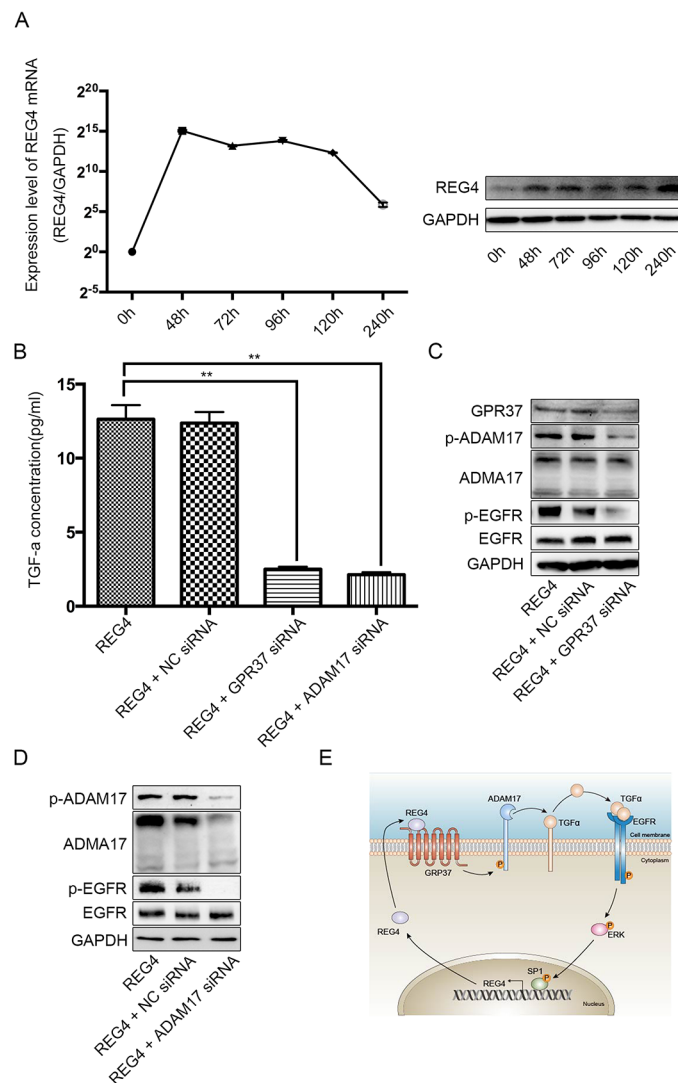 A
Expression level of REG4 mRNA
(REG4/GAPDH)
2^20
2^15
2^10
2^5
2^0
2^-5
0h
48h
72h
96h
120h
240h
REG4
GAPDH
0h
48h
72h
96h
120h
240h
B
TGF-a concentration(pg/ml)
15
10
5
0
**
**
REG4
REG4 + NC siRNA
REG4 + GPR37 siRNA
REG4 + ADAM17 siRNA
C
GPR37
p-ADAM17
ADMA17
p-EGFR
EGFR
GAPDH
REG4
REG4 + NC siRNA
REG4 + GPR37 siRNA
D
p-ADAM17
ADMA17
p-EGFR
EGFR
GAPDH
REG4
REG4 + NC siRNA
REG4 + ADAM17 siRNA
E
REG4
ADAM17
TGFα
EGFR
Cell membrane
TGFα
Cytoplasm
P
GRP37
P
REG4
P
ERK
SP1
P
REG4
Nucleus